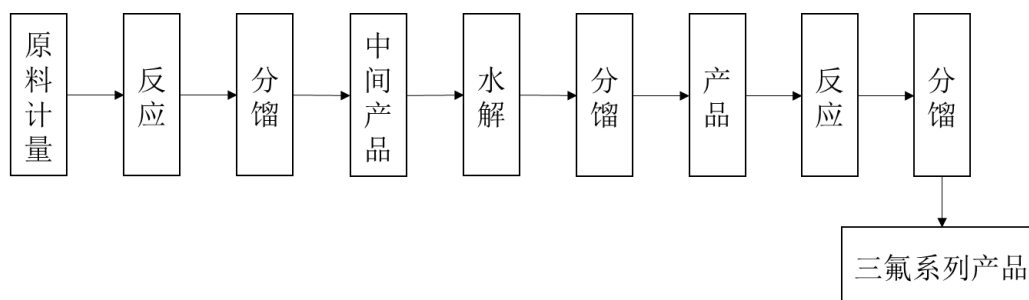 原料计量
反应
分馏
中间产品
水解
分馏
产品
反应
分馏
三氟系列产品